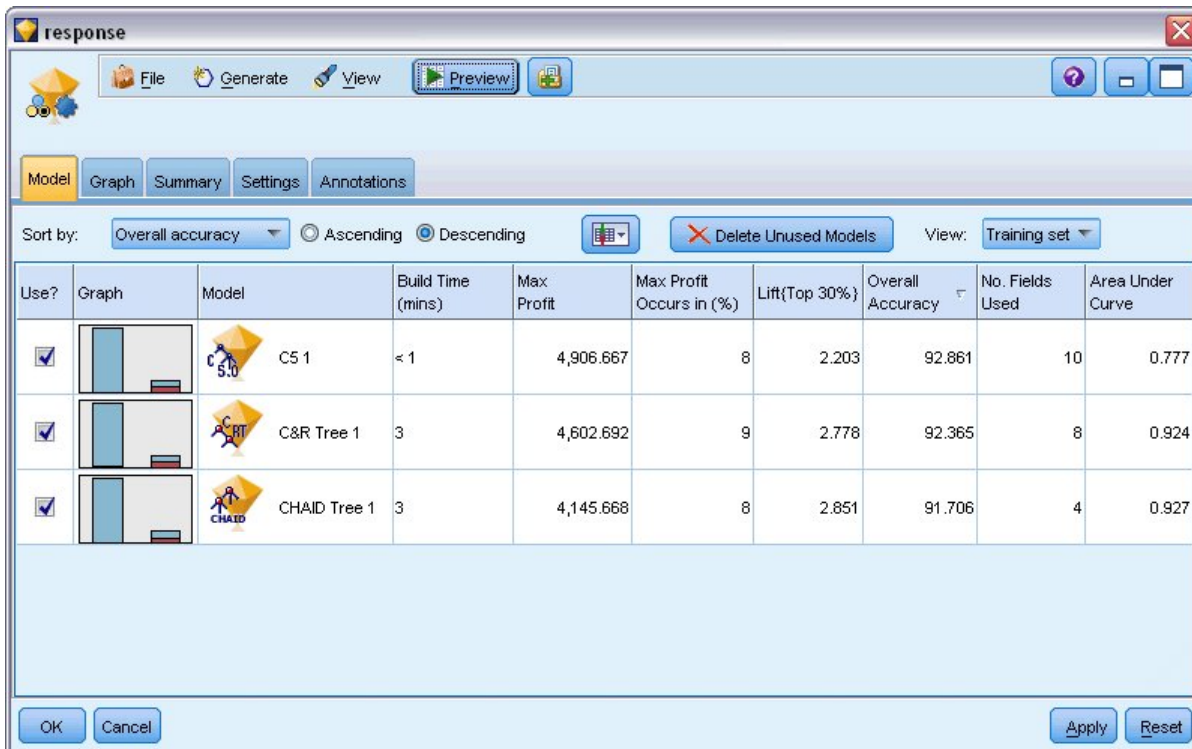 response
File Generate View Preview
Model Graph Summary Settings Annotations
Sort by: Overall accuracy Ascending Descending Delete Unused Models View: Training set
Use? Graph Model Build Time (mins) Max Profit Max Profit Occurs in (%) Lift{Top 30%} Overall Accuracy No. Fields Used Area Under Curve
C 5.0 C5 1 < 1 4,906.667 8 2.203 92.861 10 0.777
C RT C&R Tree 1 3 4,602.692 9 2.778 92.365 8 0.924
CHAID CHAID Tree 1 3 4,145.668 8 2.851 91.706 4 0.927
OK Cancel Apply Reset